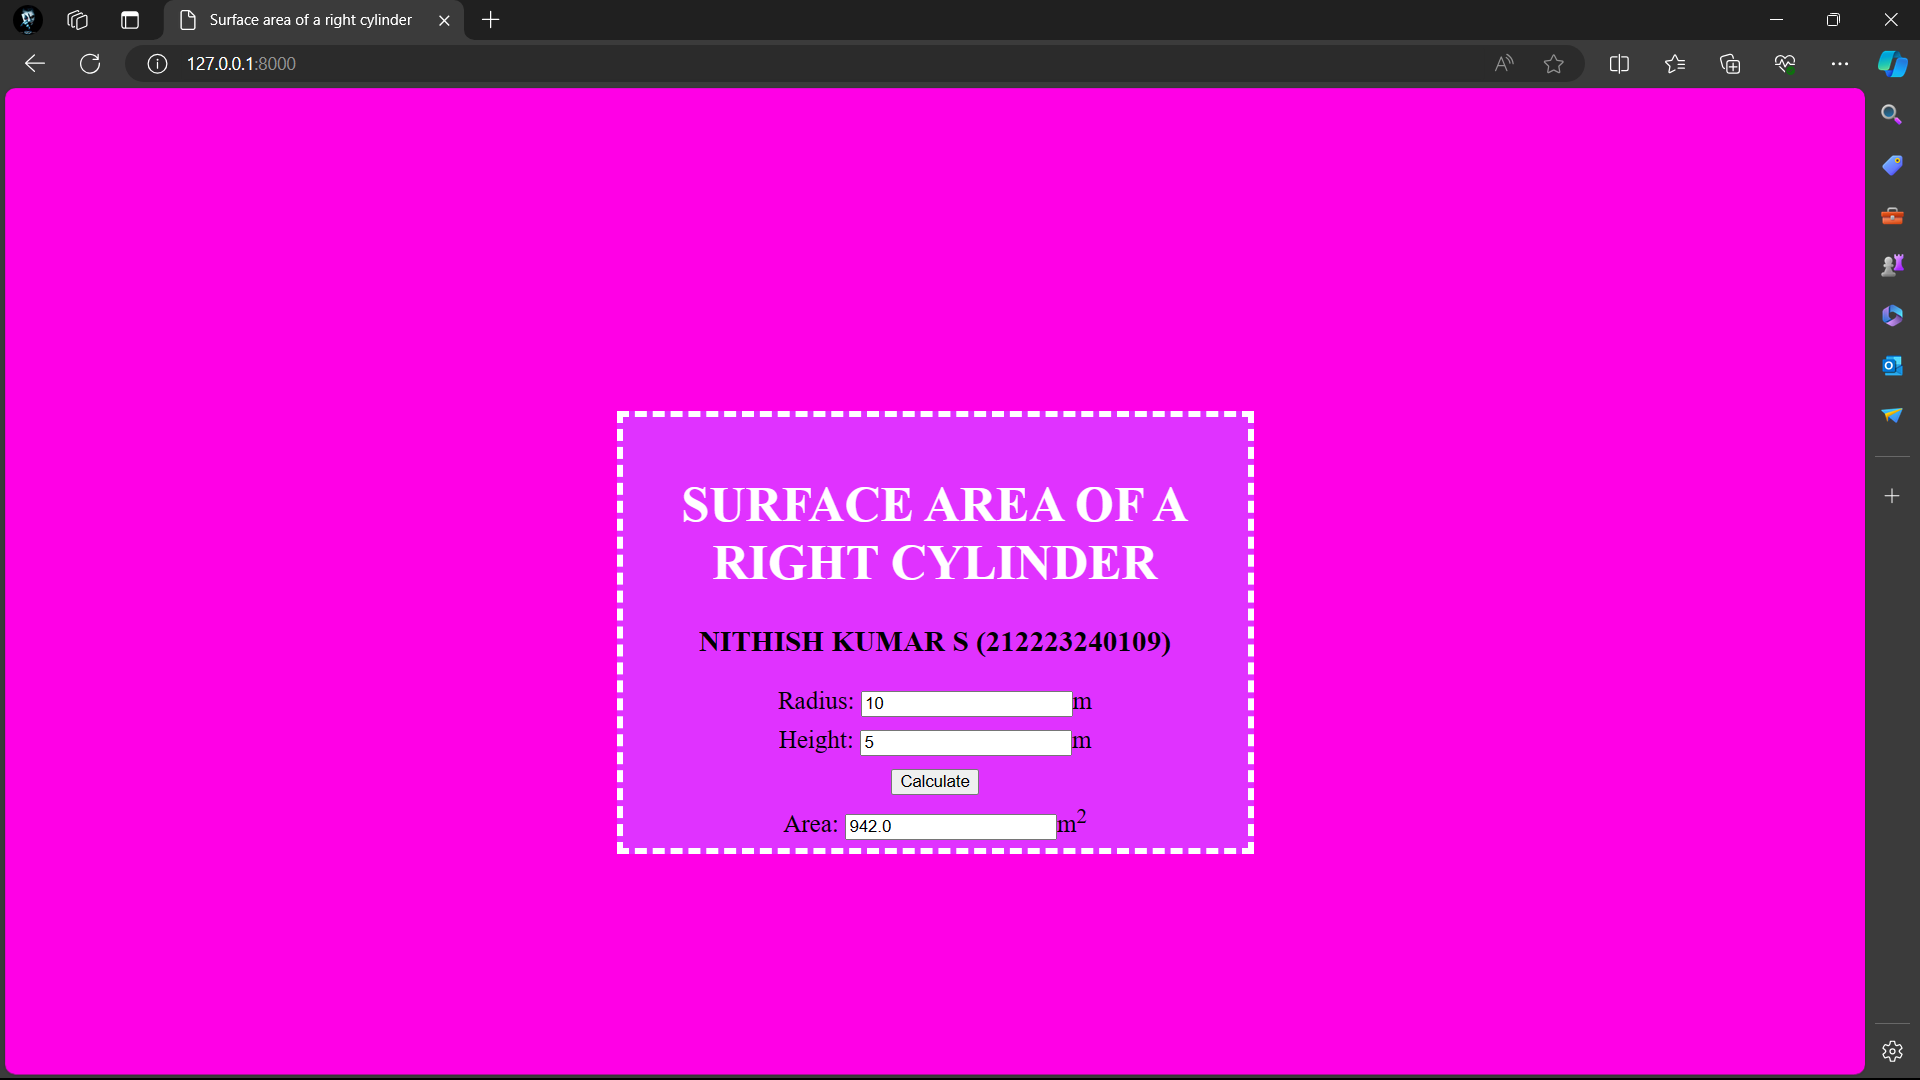 Surface area of a right cylinder
127.0.0.1:8000
SURFACE AREA OF A
RIGHT CYLINDER
NITHISH KUMAR S (212223240109)
Radius: 10 m
Height: 5 m
Calculate
Area: 942.0 m²